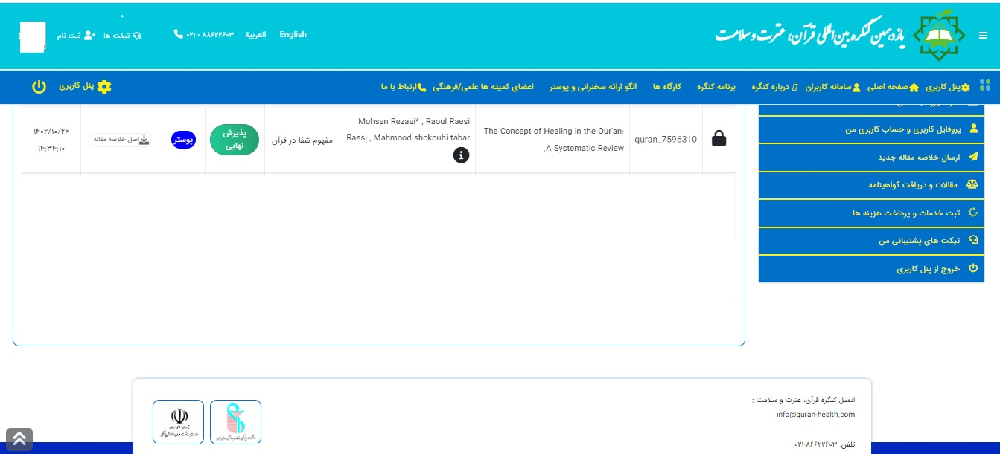 یازدهمین کنگره بین‌المللی قرآن، عترت و سلامت
English
العربیة
۰۲۱ - ۸۸۶۲۲۶۰۳
تیکت ها
ثبت نام
پنل کاربری
صفحه اصلی
سامانه کاربران
درباره کنگره
برنامه کنگره
کارگاه ها
الگو ارائه سخنرانی و پوستر
اعضای کمیته ها علمی/فرهنگی
ارتباط با ما
پنل کاربری
پروفایل کاربری و حساب کاربری من
ارسال خلاصه مقاله جدید
مقالات و دریافت گواهینامه
ثبت خدمات و پرداخت هزینه ها
تیکت های پشتیبانی من
خروج از پنل کاربری
quran_7596310
The Concept of Healing in the Qur'an:
.A Systematic Review
Mohsen Rezaei* , Raoul Raesi
Raesi , Mahmood shokouhi tabar
مفهوم شفا در قرآن
پذیرش
نهایی
پوستر
اصل خلاصه مقاله
۱۴۰۲/۱۰/۲۶
۱۴:۳۴:۱۰
ایمیل کنگره قرآن، عترت و سلامت :
info@quran-health.com
تلفن: ۸۶۶۲۲۶۰۳-۰۲۱